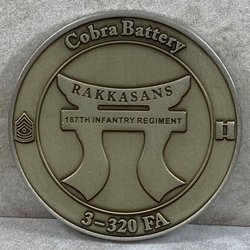 Cobra Battery
RAKKASANS
187TH INFANTRY REGIMENT
3-320 FA